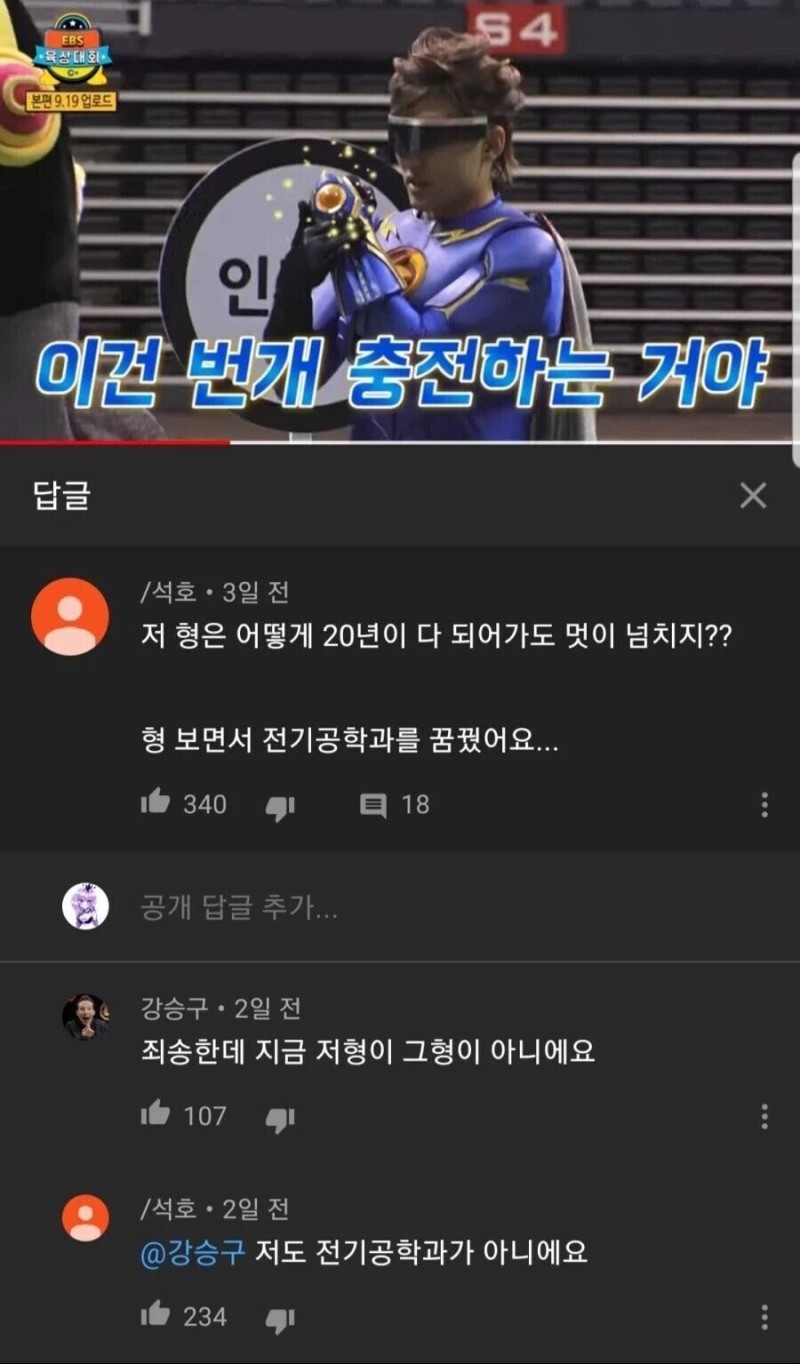 S4
EBS
육상대회
본편 9.19 업로드
인
이건 번개 충전하는 거야
답글
/석호 • 3일 전
저 형은 어떻게 20년이 다 되어가도 멋이 넘치지??
형 보면서 전기공학과를 꿈꿨어요...
340 18
공개 답글 추가...
강승구 • 2일 전
죄송한데 지금 저형이 그형이 아니에요
107
/석호 • 2일 전
@강승구 저도 전기공학과가 아니에요
234